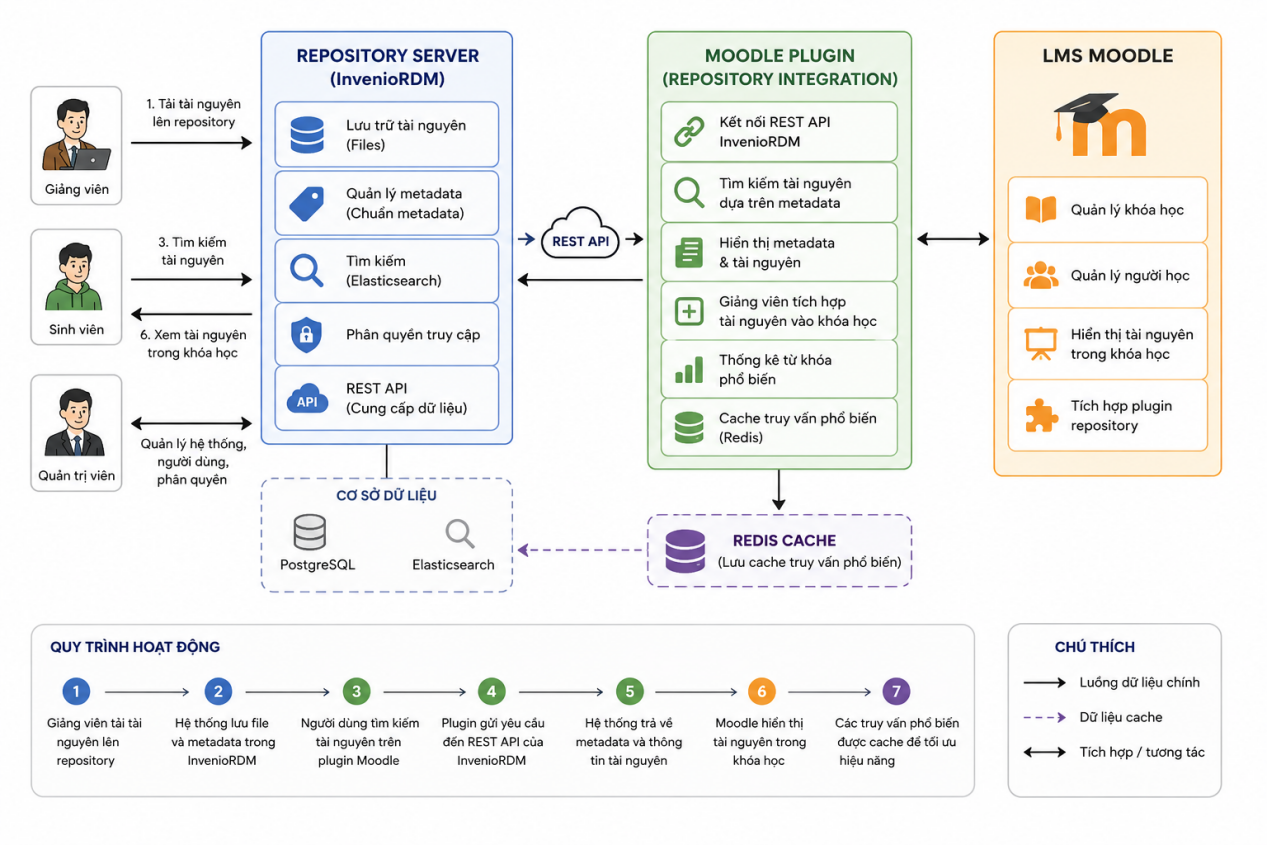 REPOSITORY SERVER
(InvenioRDM)
Lưu trữ tài nguyên
(Files)
Quản lý metadata
(Chuẩn metadata)
Tìm kiếm
(Elasticsearch)
Phân quyền truy cập
API
REST API
(Cung cấp dữ liệu)
1. Tải tài nguyên
lên repository
Giảng viên
3. Tìm kiếm
tài nguyên
Sinh viên
6. Xem tài nguyên
trong khóa học
Quản trị viên
Quản lý hệ thống,
người dùng,
phân quyền
REST API
MOODLE PLUGIN
(REPOSITORY INTEGRATION)
Kết nối REST API
InvenioRDM
Tìm kiếm tài nguyên
dựa trên metadata
Hiển thị metadata
& tài nguyên
Giảng viên tích hợp
tài nguyên vào khóa học
Thống kê từ khóa
phổ biến
Cache truy vấn phổ biến
(Redis)
LMS MOODLE
m
Quản lý khóa học
Quản lý người học
Hiển thị tài nguyên
trong khóa học
Tích hợp plugin
repository
CƠ SỞ DỮ LIỆU
PostgreSQL
Elasticsearch
REDIS CACHE
(Lưu cache truy vấn phổ biến)
QUY TRÌNH HOẠT ĐỘNG
1
Giảng viên tải tài
nguyên lên
repository
2
Hệ thống lưu file
và metadata trong
InvenioRDM
3
Người dùng tìm kiếm
tài nguyên trên
plugin Moodle
4
Plugin gửi yêu cầu
đến REST API của
InvenioRDM
5
Hệ thống trả về
metadata và thông
tin tài nguyên
6
Moodle hiển thị
tài nguyên trong
khóa học
7
Các truy vấn phổ biến
được cache để tối ưu
hiệu năng
CHÚ THÍCH
Luồng dữ liệu chính
Dữ liệu cache
Tích hợp / tương tác